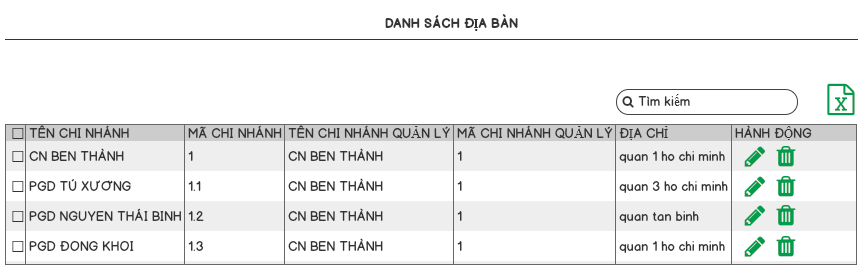 DANH SÁCH ĐỊA BÀN
Tìm kiếm
TÊN CHI NHÁNH MÃ CHI NHÁNH TÊN CHI NHÁNH QUẢN LÝ MÃ CHI NHÁNH QUẢN LÝ ĐỊA CHỈ HÀNH ĐỘNG
CN BEN THÀNH 1 CN BEN THÀNH 1 quan 1 ho chi minh
PGD TÚ XƯƠNG 1.1 CN BEN THÀNH 1 quan 3 ho chi minh
PGD NGUYEN THÁI BINH 1.2 CN BEN THÀNH 1 quan tan binh
PGD ĐONG KHOI 1.3 CN BEN THÀNH 1 quan 1 ho chi minh